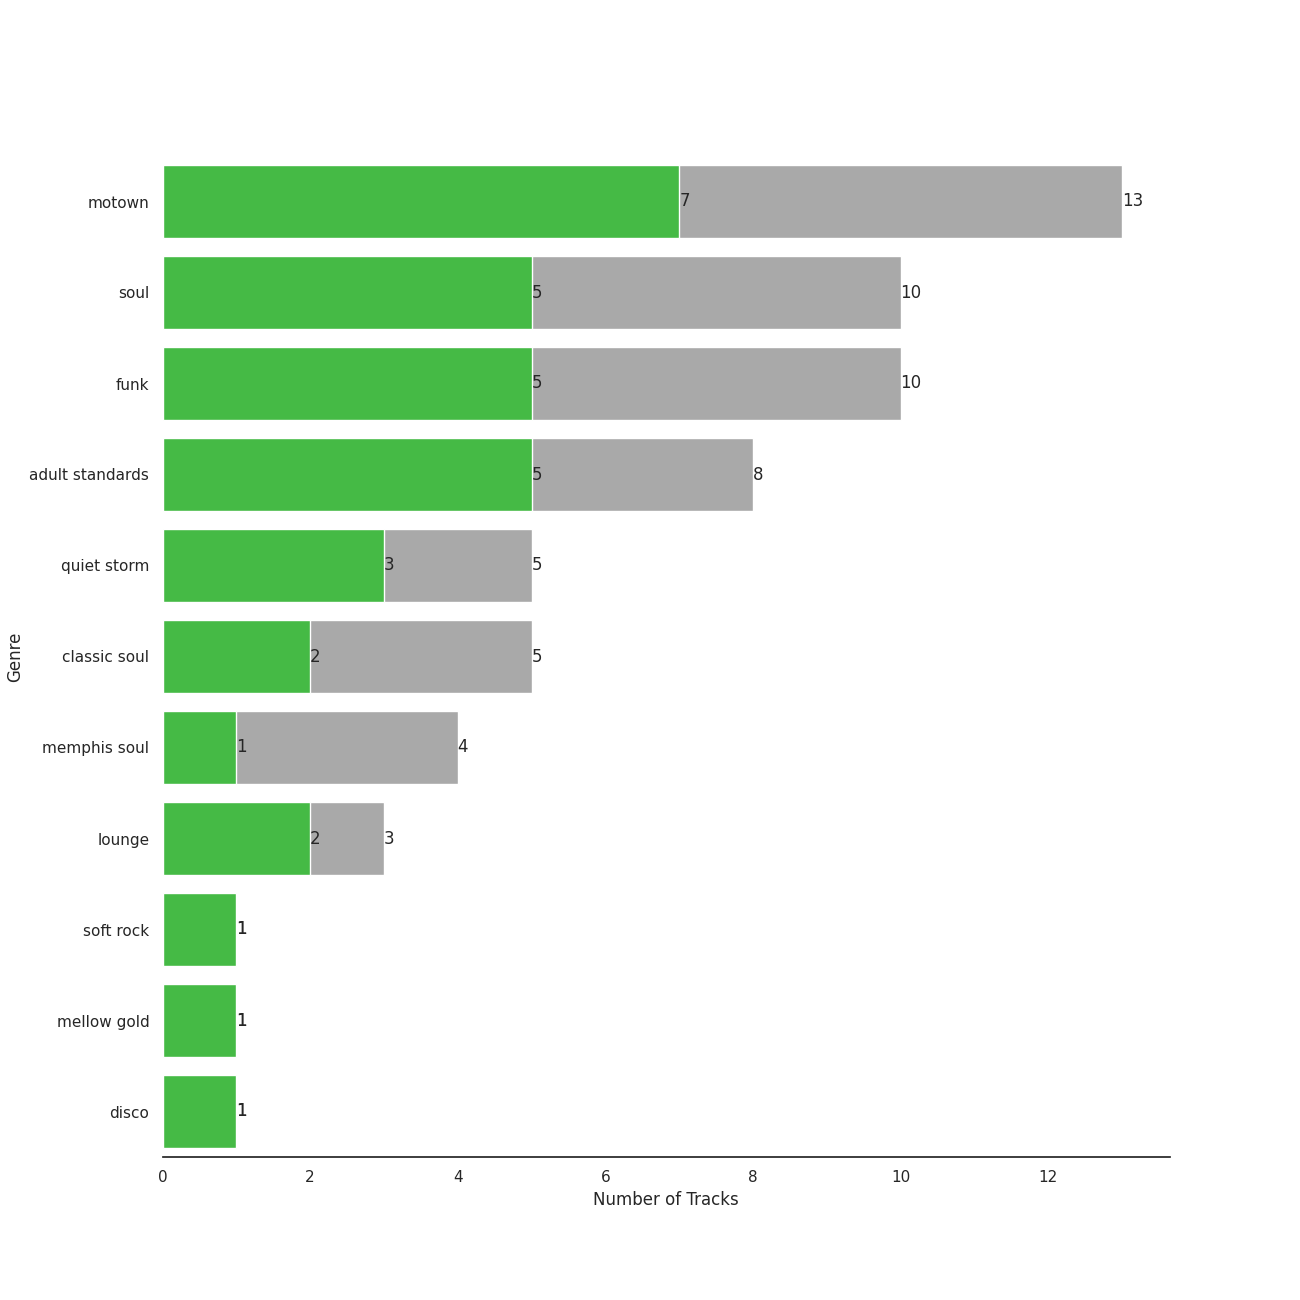 motown 7 13
soul 5 10
funk 5 10
adult standards 5 8
quiet storm 3 5
classic soul 2 5
memphis soul 1 4
lounge 2 3
soft rock 1
mellow gold 1
disco 1
Genre
0 2 4 6 8 10 12
Number of Tracks